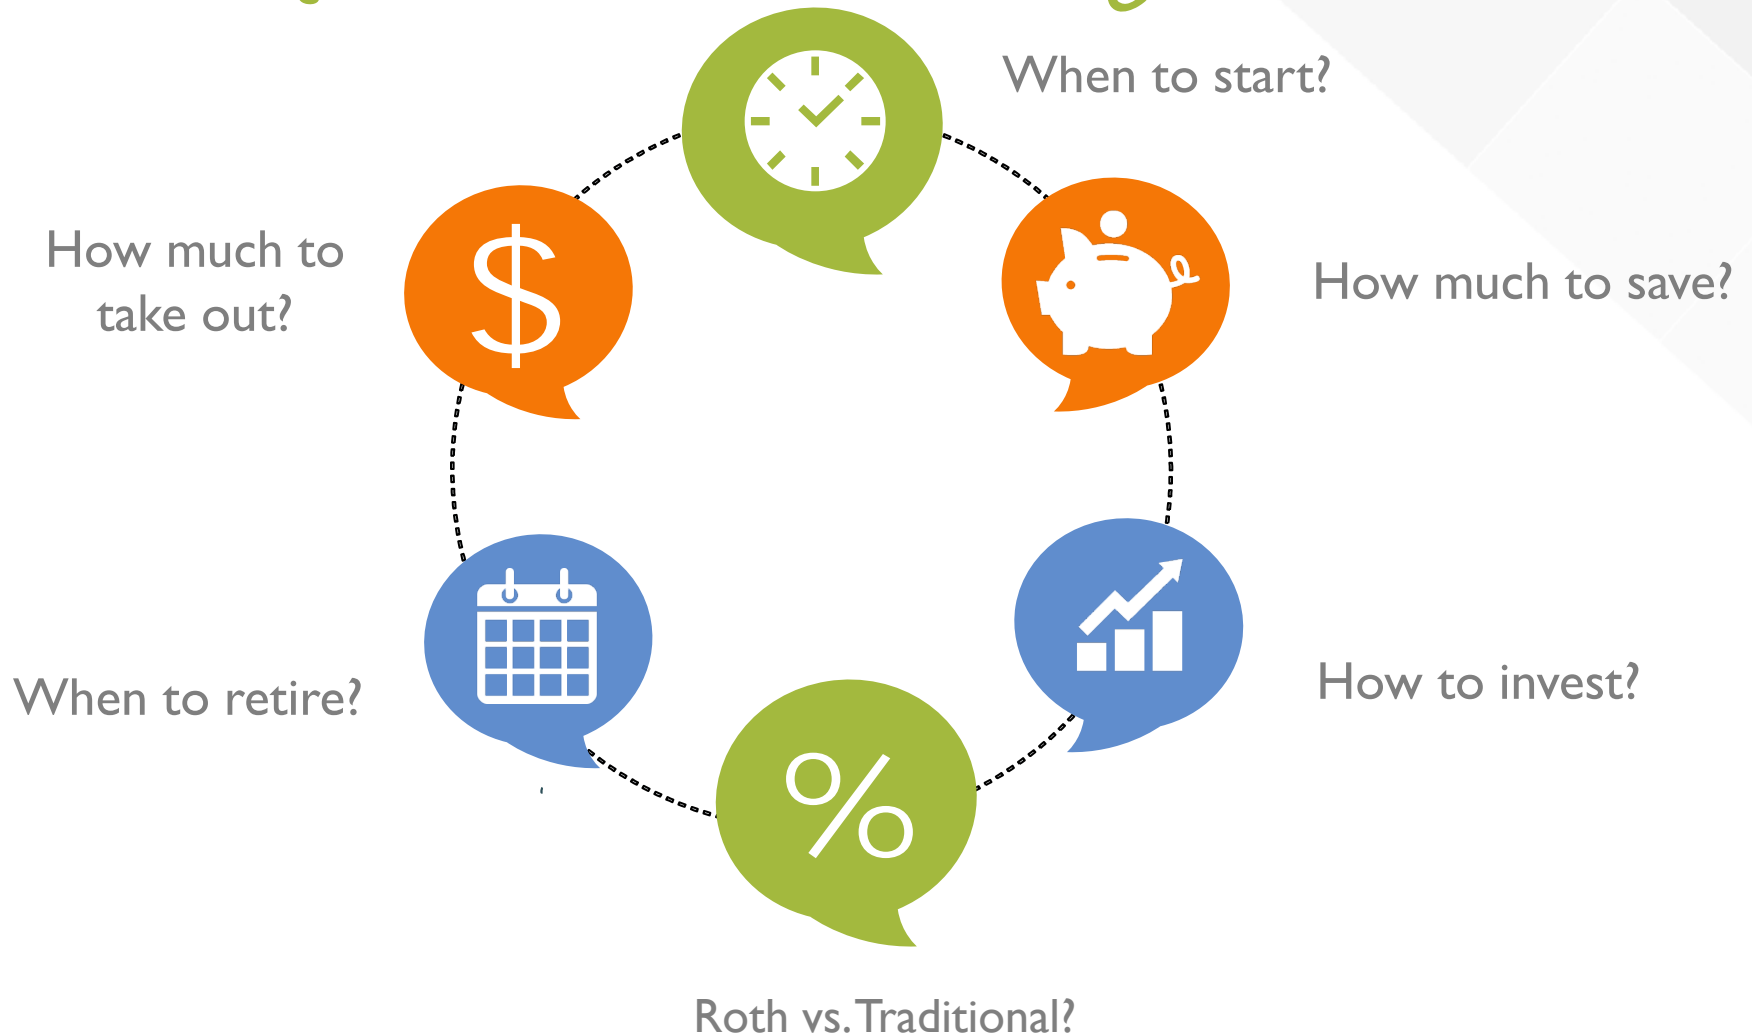 When to start?
How much to save?
How to invest?
Roth vs. Traditional?
When to retire?
How much to
take out?
$
%